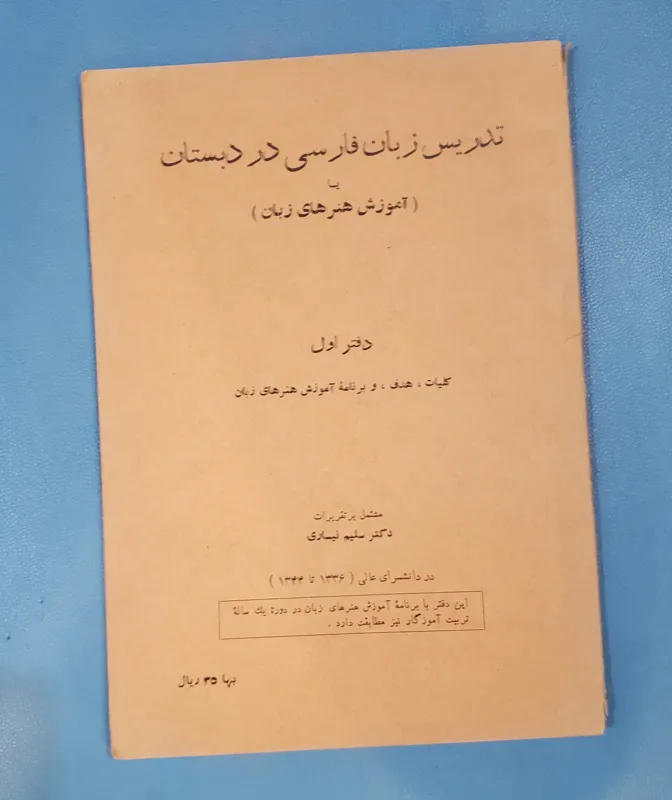 تدریس زبان فارسی در دبستان
یا
( آموزش هنرهای زبان )
دفتر اول
کلیات ، هدف ، و برنامهٔ آموزش هنرهای زبان
مشتمل بر تقریرات
دکتر سلیم نیساری
در دانشسرای عالی ( ۱۳۳۶ تا ۱۳۴۴ )
این دفتر با برنامهٔ آموزش هنرهای زبان در دورهٔ یك سالهٔ
تربیت آموزگار نیز مطابقت دارد .
بها ۳۵ ریال